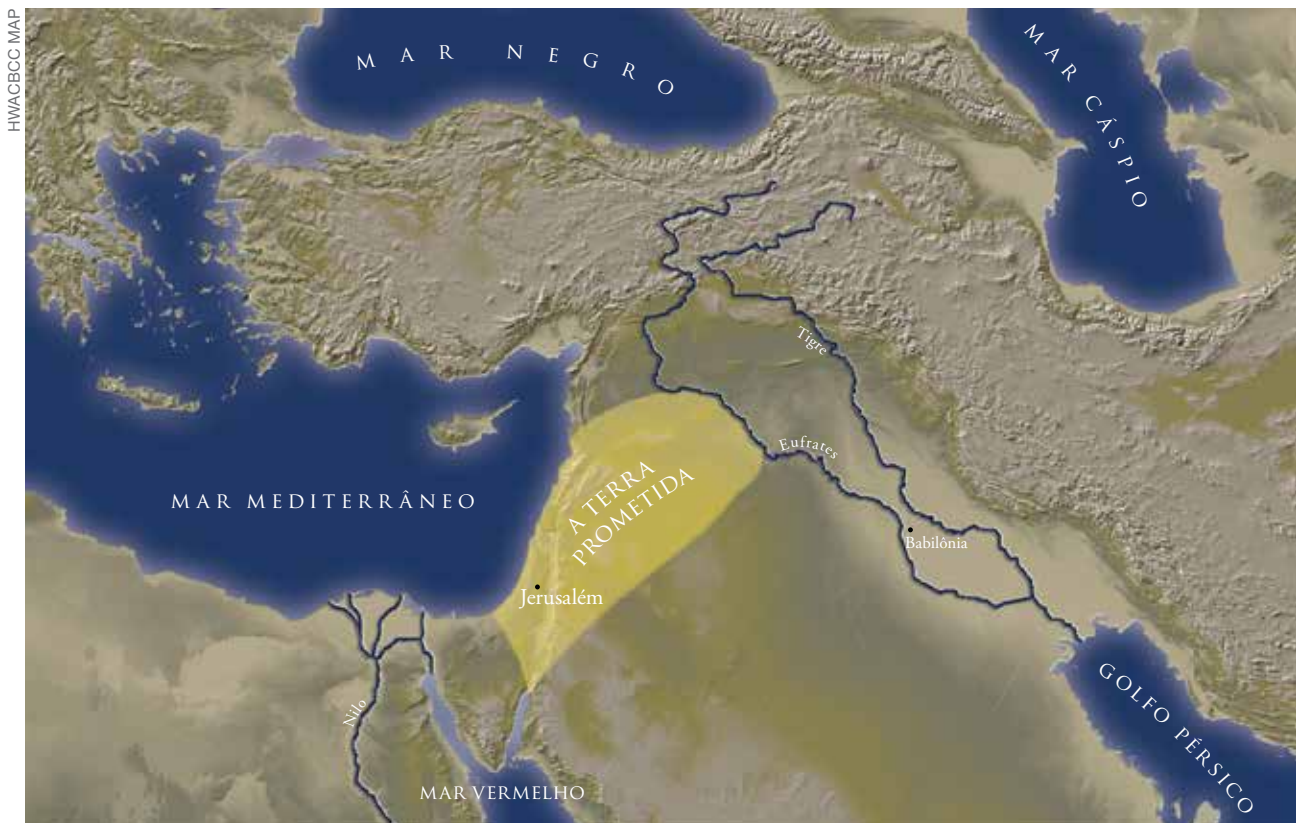 HWACBCC MAP
MAR NEGRO
MAR CÁSPIO
Tigre
Eufrates
A TERRA
PROMETIDA
MAR MEDITERRÂNEO
Babilônia
Jerusalém
Nilo
GOLFO PÉRSICO
MAR VERMELHO